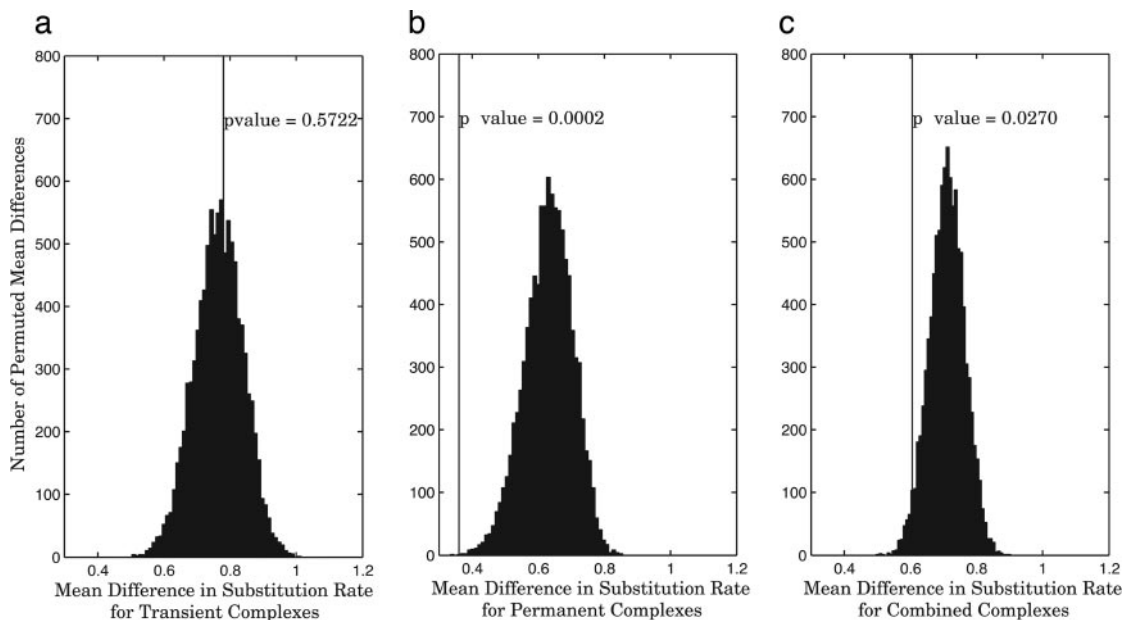 a
b
c
Number of Permuted Mean Differences
800
700
600
500
400
300
200
100
0
pvalue = 0.5722
0.4 0.6 0.8 1 1.2
Mean Difference in Substitution Rate
for Transient Complexes
800
700
600
500
400
300
200
100
0
p value = 0.0002
0.4 0.6 0.8 1 1.2
Mean Difference in Substitution Rate
for Permanent Complexes
800
700
600
500
400
300
200
100
0
p value = 0.0270
0.4 0.6 0.8 1 1.2
Mean Difference in Substitution Rate
for Combined Complexes